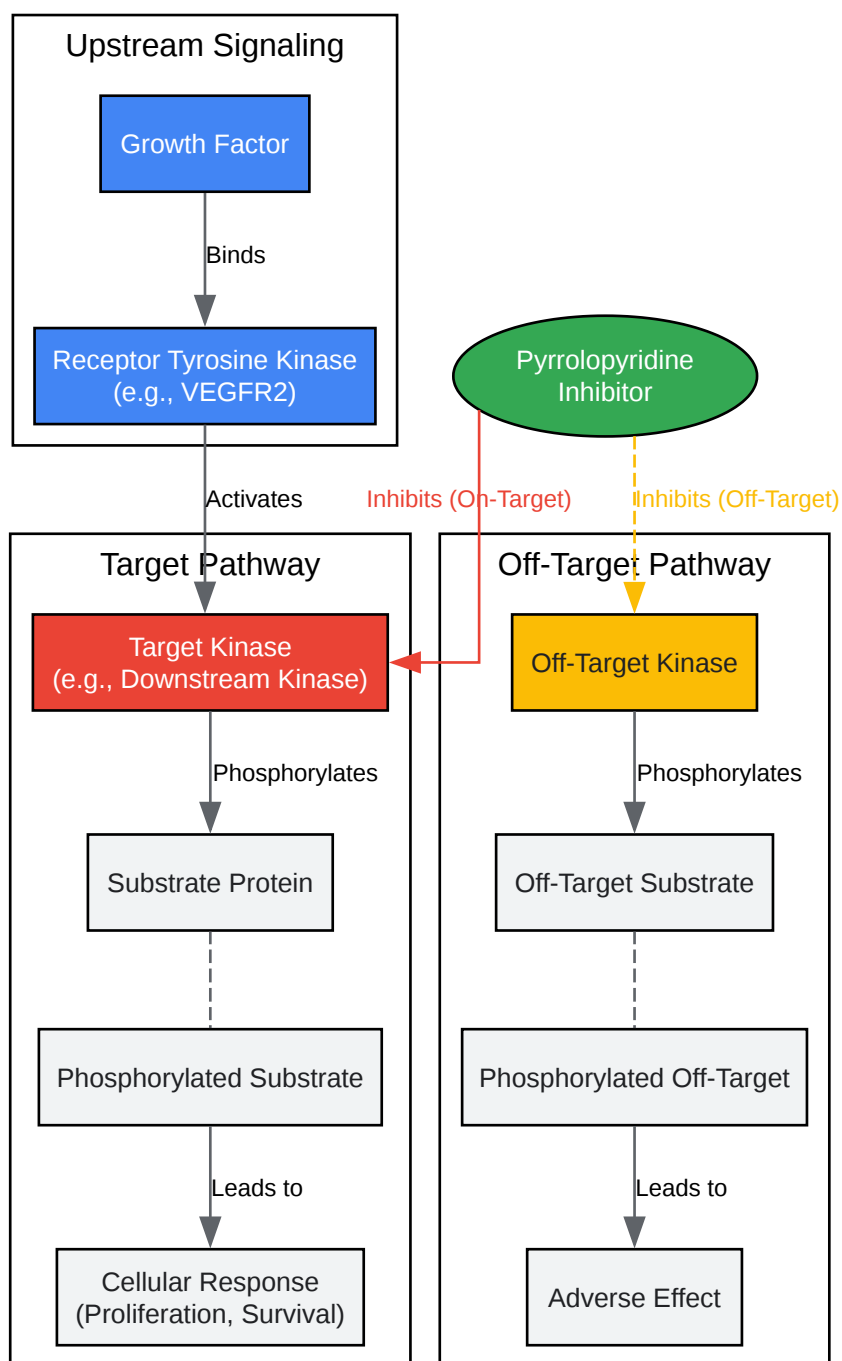 Upstream Signaling
Growth Factor
Binds
Receptor Tyrosine Kinase
(e.g., VEGFR2)
Pyrrolopyridine
Inhibitor
Activates
Inhibits (On-Target)
Inhibits (Off-Target)
Target Pathway
Off-Target Pathway
Target Kinase
(e.g., Downstream Kinase)
Off-Target Kinase
Phosphorylates
Phosphorylates
Substrate Protein
Off-Target Substrate
Phosphorylated Substrate
Phosphorylated Off-Target
Leads to
Leads to
Cellular Response
(Proliferation, Survival)
Adverse Effect